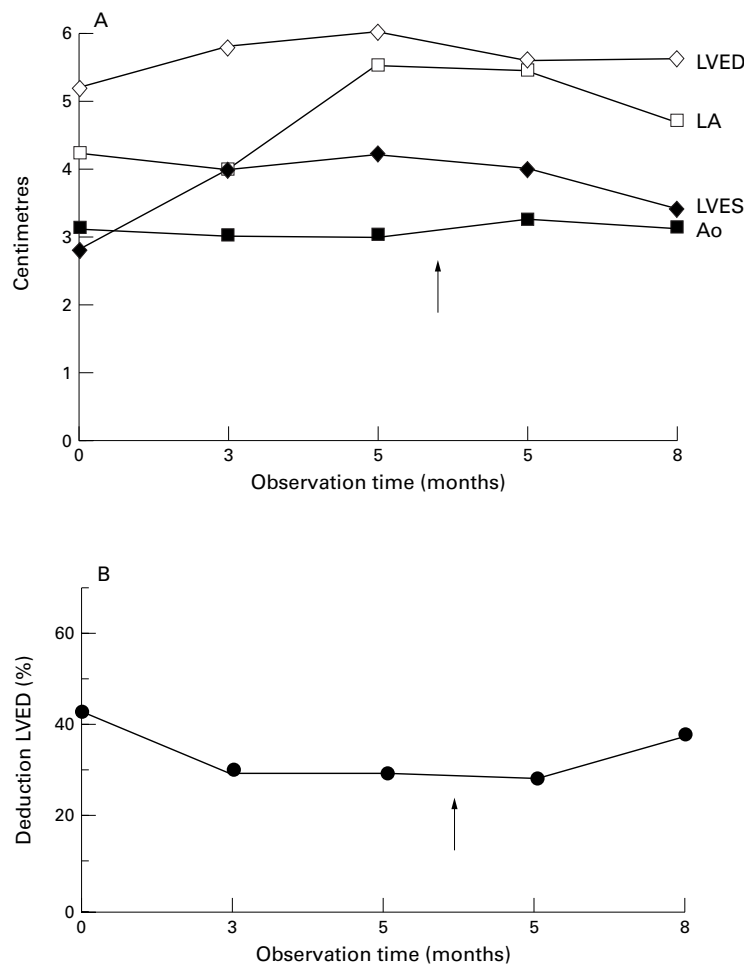 A
6
5
4
3
2
1
0
Centimetres
LVED
LA
LVES
Ao
0 3 5 5 8
Observation time (months)
B
60
40
20
0
Deduction LVED (%)
0 3 5 5 8
Observation time (months)